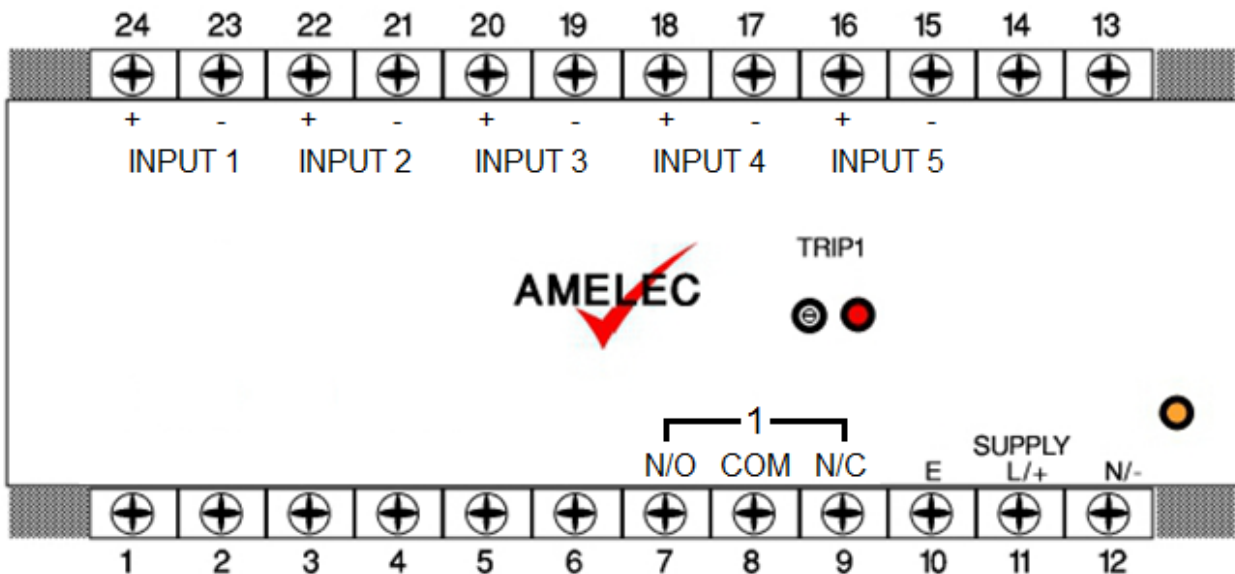 24 23 22 21 20 19 18 17 16 15 14 13
+ - + - + - + - + -
INPUT 1 INPUT 2 INPUT 3 INPUT 4 INPUT 5
TRIP1
AMELEC
1
SUPPLY
N/O COM N/C E L/+ N/-
1 2 3 4 5 6 7 8 9 10 11 12